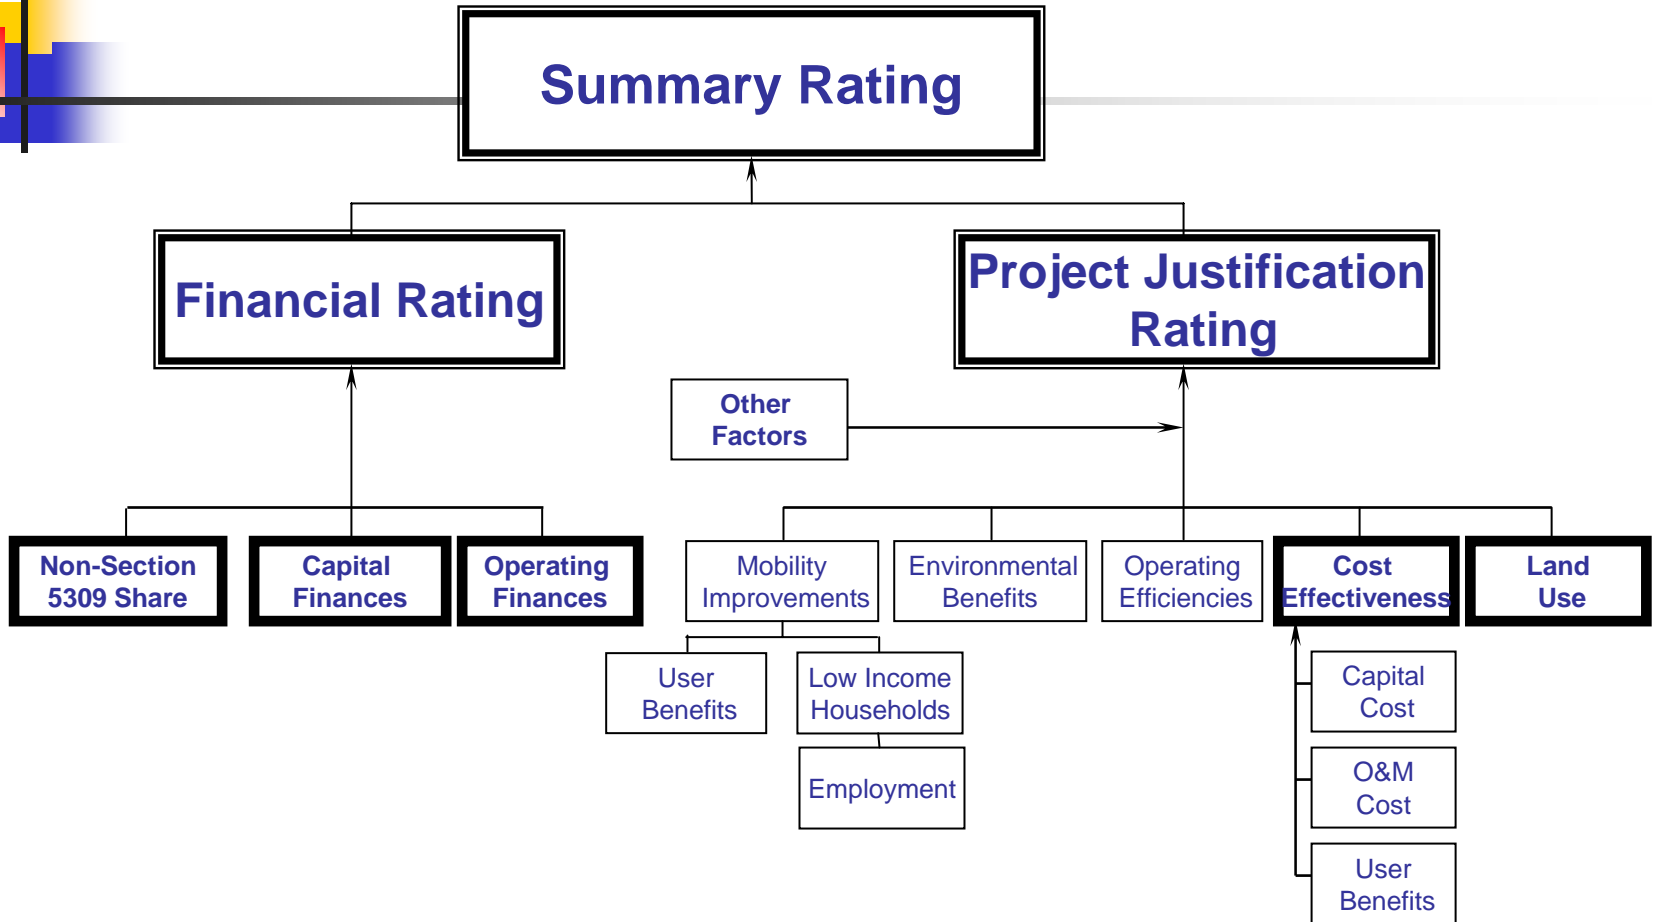 Summary Rating
Financial Rating
Project Justification
Rating
Other
Factors
Non-Section
5309 Share
Capital
Finances
Operating
Finances
Mobility
Improvements
Environmental
Benefits
Operating
Efficiencies
Cost
Effectiveness
Land
Use
User
Benefits
Low Income
Households
Employment
Capital
Cost
O&M
Cost
User
Benefits